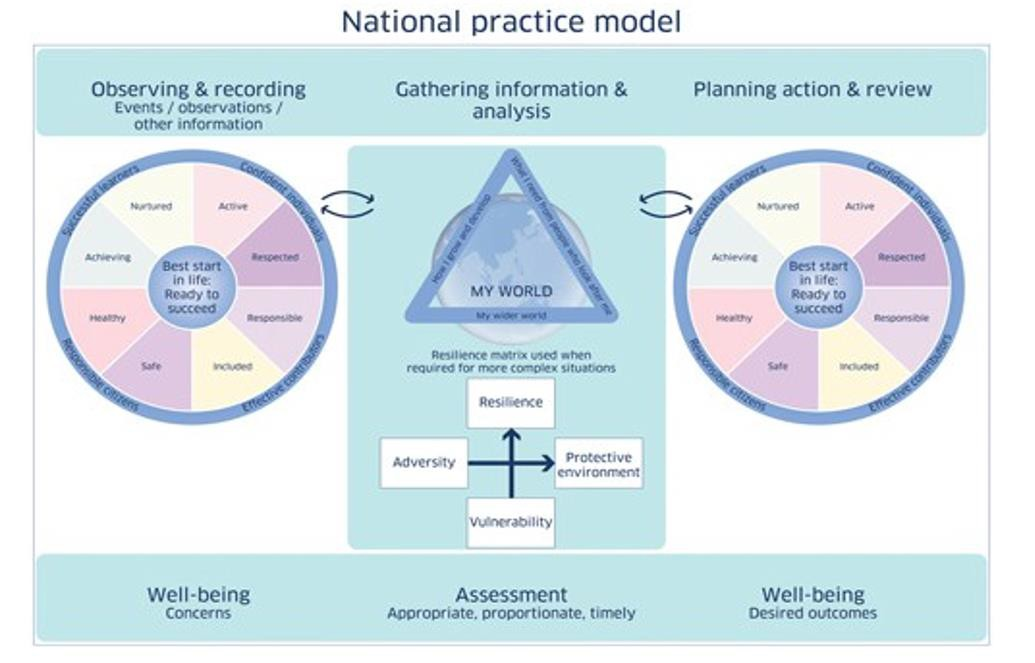 National practice model
Observing & recording
Events / observations /
other information
Gathering information &
analysis
Planning action & review
Successful learners
Confident individuals
Nurtured
Active
Achieving
Respected
Best start
in life:
Ready to
succeed
Healthy
Responsible
Safe
Included
Responsible citizens
Effective contributors
How I grow and develop
What I need from people who look after me
MY WORLD
My wider world
Resilience matrix used when
required for more complex situations
Resilience
Adversity
Protective
environment
Vulnerability
Successful learners
Confident individuals
Nurtured
Active
Achieving
Respected
Best start
in life:
Ready to
succeed
Healthy
Responsible
Safe
Included
Responsible citizens
Effective contributors
Well-being
Concerns
Assessment
Appropriate, proportionate, timely
Well-being
Desired outcomes